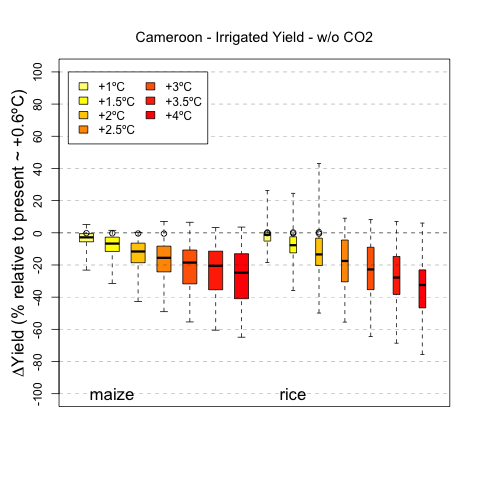 Cameroon - Irrigated Yield - w/o CO2
ΔYield (% relative to present ~ +0.6ºC)
100
80
60
40
20
0
-20
-40
-60
-80
-100
+1ºC
+1.5ºC
+2ºC
+2.5ºC
+3ºC
+3.5ºC
+4ºC
maize
rice